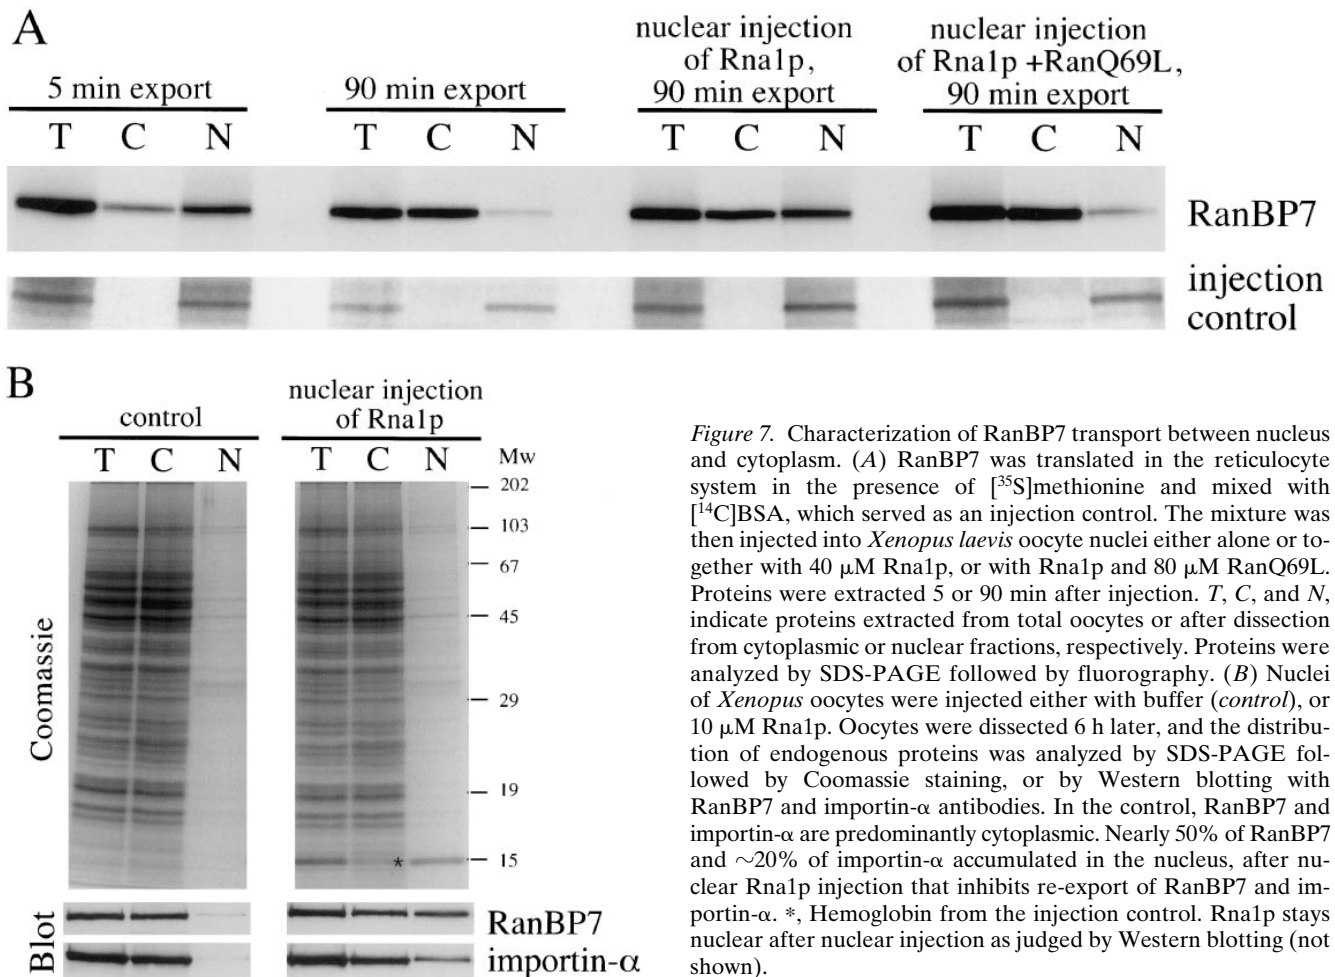 A
5 min export
90 min export
nuclear injection
of Rna1p,
90 min export
nuclear injection
of Rna1p +RanQ69L,
90 min export
T C N T C N T C N T C N
RanBP7
injection
control
B
control
nuclear injection
of Rna1p
T C N T C N Mw
202
103
67
45
29
19
* 15
Coomassie
Blot
RanBP7
importin-α
Figure 7. Characterization of RanBP7 transport between nucleus
and cytoplasm. (A) RanBP7 was translated in the reticulocyte
system in the presence of [³⁵S]methionine and mixed with
[¹⁴C]BSA, which served as an injection control. The mixture was
then injected into Xenopus laevis oocyte nuclei either alone or to-
gether with 40 μM Rna1p, or with Rna1p and 80 μM RanQ69L.
Proteins were extracted 5 or 90 min after injection. T, C, and N,
indicate proteins extracted from total oocytes or after dissection
from cytoplasmic or nuclear fractions, respectively. Proteins were
analyzed by SDS-PAGE followed by fluorography. (B) Nuclei
of Xenopus oocytes were injected either with buffer (control), or
10 μM Rna1p. Oocytes were dissected 6 h later, and the distribu-
tion of endogenous proteins was analyzed by SDS-PAGE fol-
lowed by Coomassie staining, or by Western blotting with
RanBP7 and importin-α antibodies. In the control, RanBP7 and
importin-α are predominantly cytoplasmic. Nearly 50% of RanBP7
and ∼20% of importin-α accumulated in the nucleus, after nu-
clear Rna1p injection that inhibits re-export of RanBP7 and im-
portin-α. *, Hemoglobin from the injection control. Rna1p stays
nuclear after nuclear injection as judged by Western blotting (not
shown).